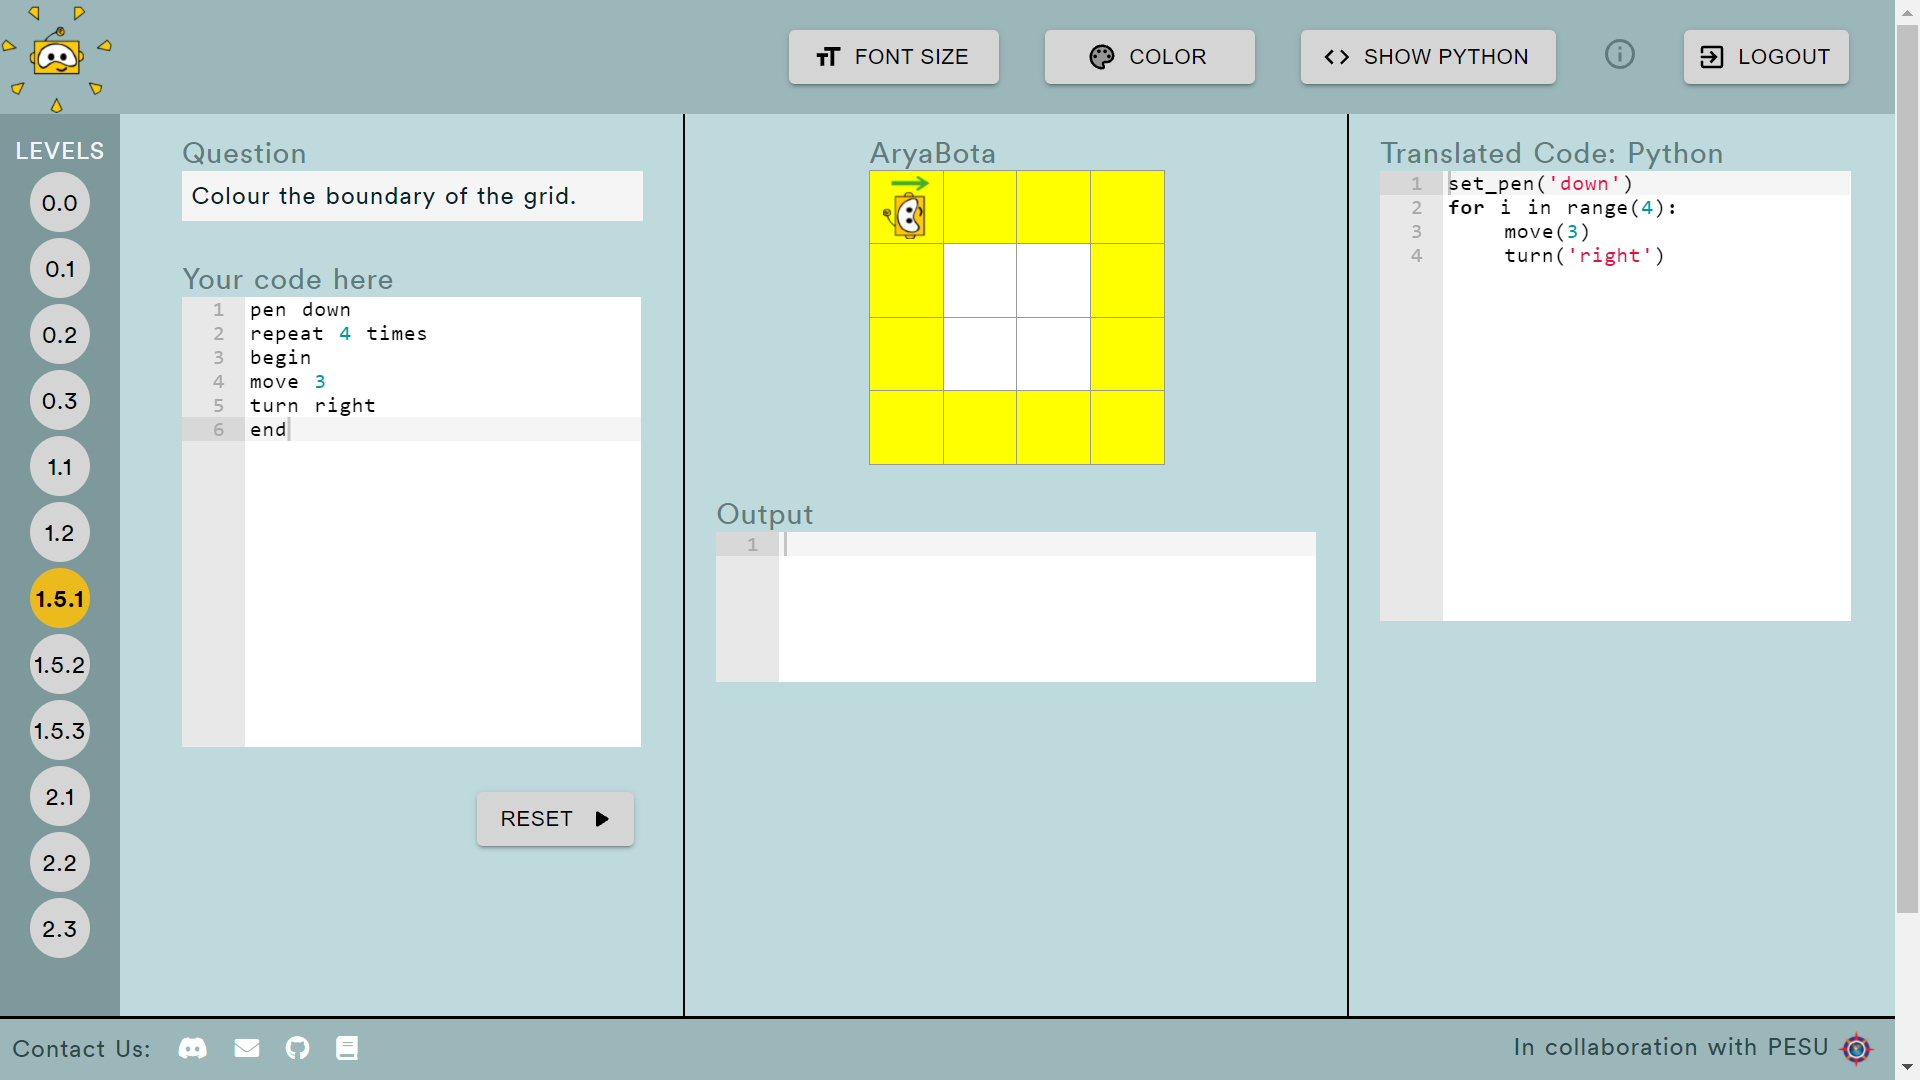 FONT SIZE
COLOR
SHOW PYTHON
LOGOUT
LEVELS
0.0
0.1
0.2
0.3
1.1
1.2
1.5.1
1.5.2
1.5.3
2.1
2.2
2.3
Question
Colour the boundary of the grid.
Your code here
1 pen down
2 repeat 4 times
3 begin
4 move 3
5 turn right
6 end
RESET
AryaBota
Output
1
Translated Code: Python
1 set_pen('down')
2 for i in range(4):
3 move(3)
4 turn('right')
Contact Us:
In collaboration with PESU